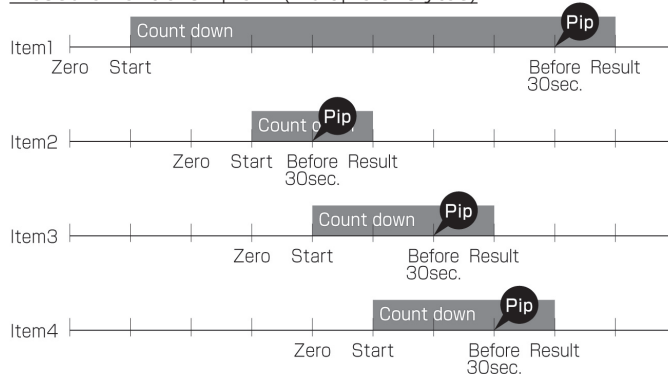 Pip
Count down
Item1
Zero Start Before Result
30sec.
Pip
Count
Item2
Zero Start Before Result
30sec.
Pip
Count down
Item3
Zero Start Before Result
30sec.
Pip
Count down
Item4
Zero Start Before Result
30sec.